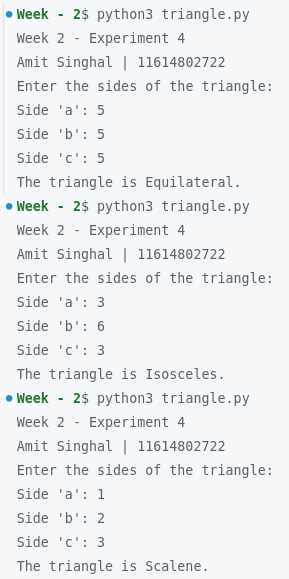 Week - 2$ python3 triangle.py
Week 2 - Experiment 4
Amit Singhal | 11614802722
Enter the sides of the triangle:
Side 'a': 5
Side 'b': 5
Side 'c': 5
The triangle is Equilateral.
Week - 2$ python3 triangle.py
Week 2 - Experiment 4
Amit Singhal | 11614802722
Enter the sides of the triangle:
Side 'a': 3
Side 'b': 6
Side 'c': 3
The triangle is Isosceles.
Week - 2$ python3 triangle.py
Week 2 - Experiment 4
Amit Singhal | 11614802722
Enter the sides of the triangle:
Side 'a': 1
Side 'b': 2
Side 'c': 3
The triangle is Scalene.